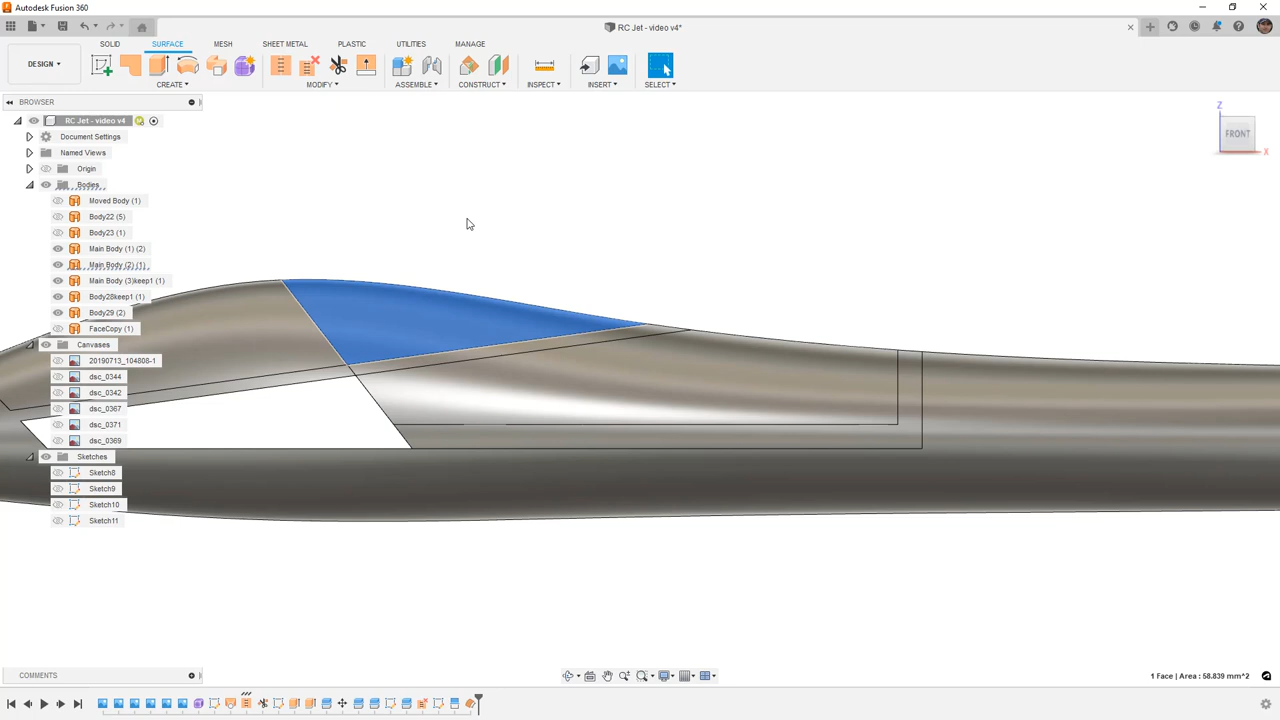 Autodesk Fusion 360
RC Jet - video v4*
DESIGN
SOLID
SURFACE
MESH
SHEET METAL
PLASTIC
UTILITIES
MANAGE
CREATE
MODIFY
ASSEMBLE
CONSTRUCT
INSPECT
INSERT
SELECT
BROWSER
RC Jet - video v4
Document Settings
Named Views
Origin
Bodies
Moved Body (1)
Body22 (5)
Body23 (1)
Main Body (1) (2)
Main Body (2) (1)
Main Body (3)keep1 (1)
Body28keep1 (1)
Body29 (2)
FaceCopy (1)
Canvases
20190713_104808-1
dsc_0344
dsc_0342
dsc_0367
dsc_0371
dsc_0369
Sketches
Sketch8
Sketch9
Sketch10
Sketch11
Z
FRONT
X
COMMENTS
1 Face | Area : 58.839 mm^2